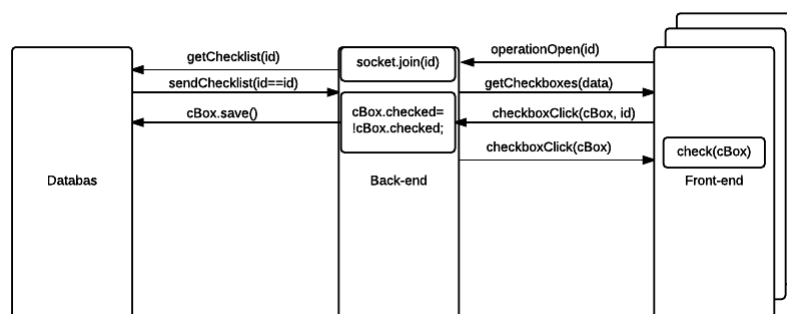 operationOpen(id)
getChecklist(id)
socket.join(id)
sendChecklist(id==id)
getCheckboxes(data)
cBox.save()
cBox.checked=
!cBox.checked;
checkboxClick(cBox, id)
checkboxClick(cBox)
check(cBox)
Databas
Back-end
Front-end